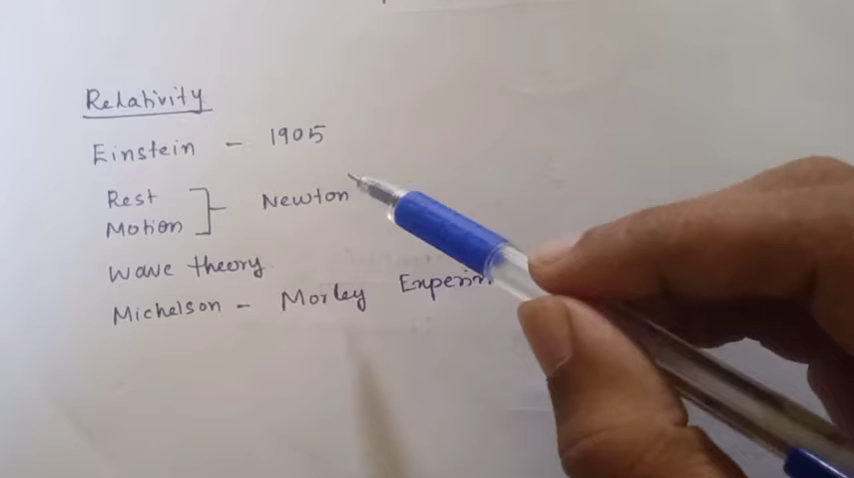 Relativity
Einstein - 1905
Rest
Motion
Newton
Wave theory
Michelson - Morley